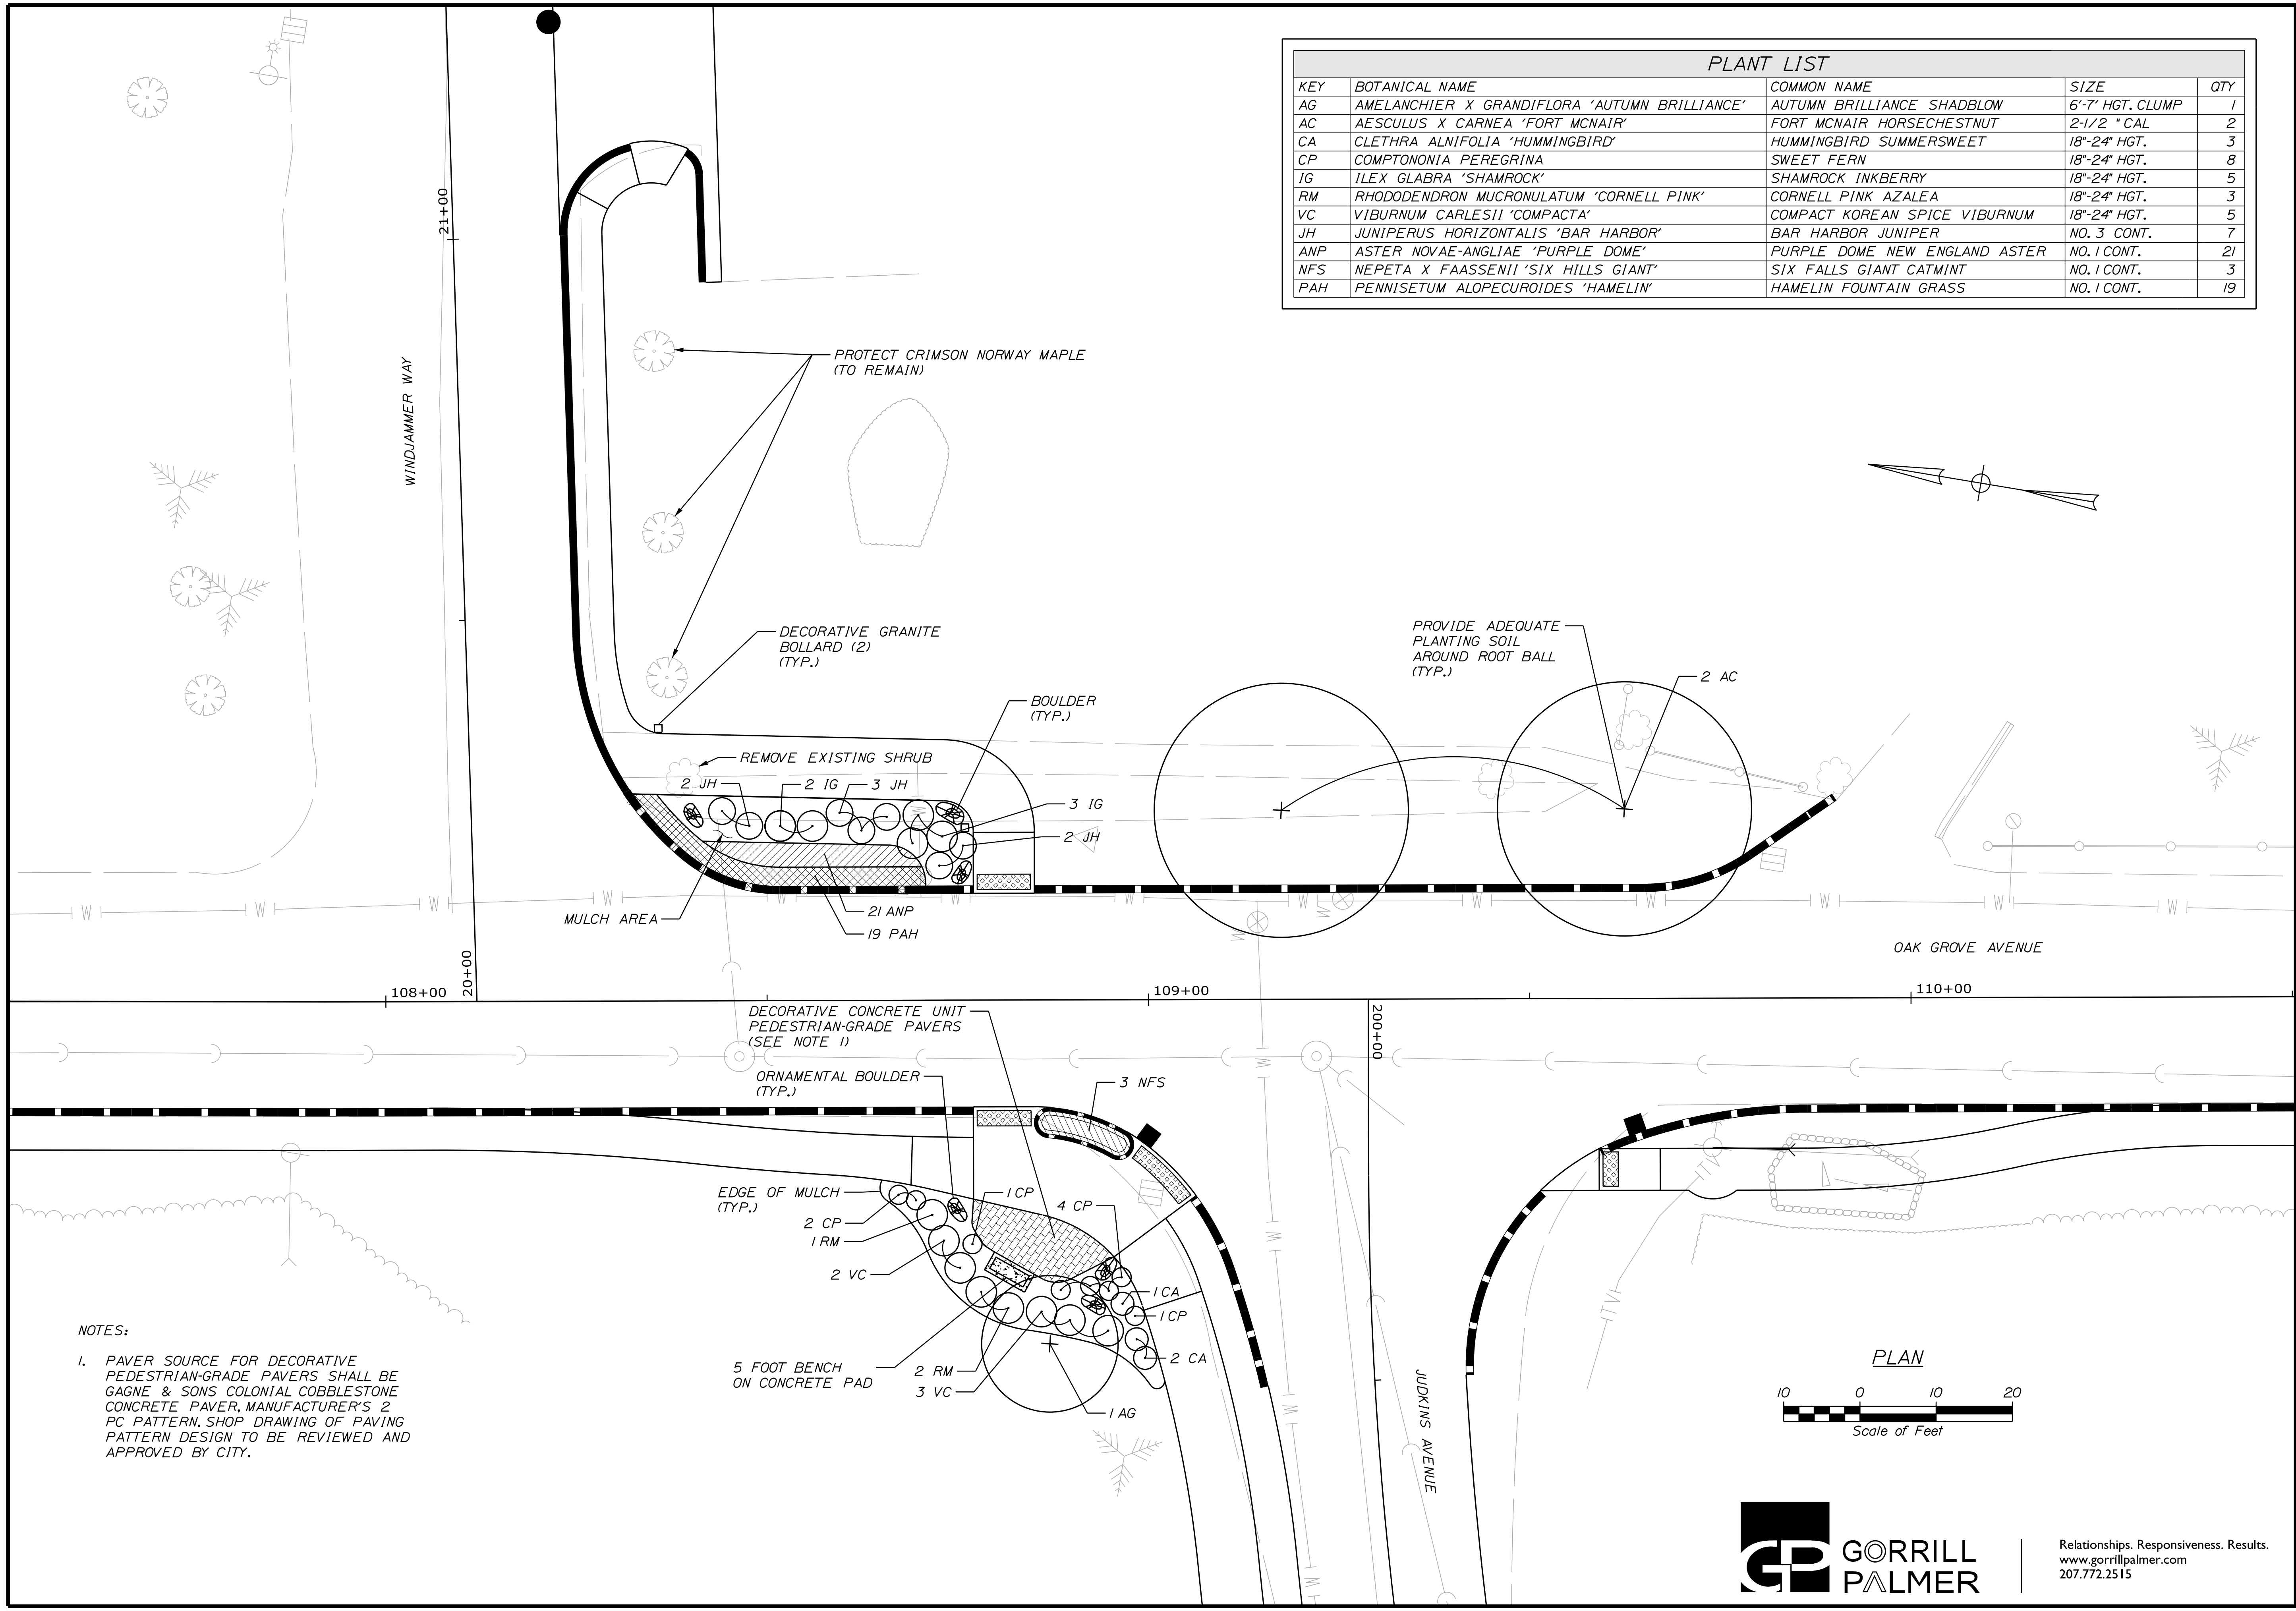 PLANT LIST
KEY BOTANICAL NAME COMMON NAME SIZE QTY
AG AMELANCHIER X GRANDIFLORA 'AUTUMN BRILLIANCE' AUTUMN BRILLIANCE SHADBLOW 6'-7' HGT. CLUMP 1
AC AESCULUS X CARNEA 'FORT MCNAIR' FORT MCNAIR HORSECHESTNUT 2-1/2 " CAL 2
CA CLETHRA ALNIFOLIA 'HUMMINGBIRD' HUMMINGBIRD SUMMERSWEET 18"-24" HGT. 3
CP COMPTONONIA PEREGRINA SWEET FERN 18"-24" HGT. 8
IG ILEX GLABRA 'SHAMROCK' SHAMROCK INKBERRY 18"-24" HGT. 5
RM RHODODENDRON MUCRONULATUM 'CORNELL PINK' CORNELL PINK AZALEA 18"-24" HGT. 3
VC VIBURNUM CARLESII 'COMPACTA' COMPACT KOREAN SPICE VIBURNUM 18"-24" HGT. 5
JH JUNIPERUS HORIZONTALIS 'BAR HARBOR' BAR HARBOR JUNIPER NO. 3 CONT. 7
ANP ASTER NOVAE-ANGLIAE 'PURPLE DOME' PURPLE DOME NEW ENGLAND ASTER NO. 1 CONT. 21
NFS NEPETA X FAASSENII 'SIX HILLS GIANT' SIX FALLS GIANT CATMINT NO. 1 CONT. 3
PAH PENNISETUM ALOPECUROIDES 'HAMELIN' HAMELIN FOUNTAIN GRASS NO. 1 CONT. 19
21+00
WINDJAMMER WAY
PROTECT CRIMSON NORWAY MAPLE
(TO REMAIN)
DECORATIVE GRANITE
BOLLARD (2)
(TYP.)
PROVIDE ADEQUATE
PLANTING SOIL
AROUND ROOT BALL
(TYP.)
2 AC
BOULDER
(TYP.)
REMOVE EXISTING SHRUB
2 JH
2 IG
3 JH
3 IG
2 JH
W W W W W W W W W W W W W
MULCH AREA
21 ANP
19 PAH
OAK GROVE AVENUE
20+00
108+00
109+00
110+00
200+00
DECORATIVE CONCRETE UNIT
PEDESTRIAN-GRADE PAVERS
(SEE NOTE 1)
ORNAMENTAL BOULDER
(TYP.)
3 NFS
EDGE OF MULCH
(TYP.)
1 CP
4 CP
2 CP
1 RM
2 VC
1 CA
1 CP
2 CA
5 FOOT BENCH
ON CONCRETE PAD
2 RM
3 VC
1 AG
JUDKINS AVENUE
NOTES:
1. PAVER SOURCE FOR DECORATIVE
PEDESTRIAN-GRADE PAVERS SHALL BE
GAGNE & SONS COLONIAL COBBLESTONE
CONCRETE PAVER, MANUFACTURER'S 2
PC PATTERN. SHOP DRAWING OF PAVING
PATTERN DESIGN TO BE REVIEWED AND
APPROVED BY CITY.
PLAN
10 0 10 20
Scale of Feet
GP
GORRILL
PALMER
Relationships. Responsiveness. Results.
www.gorrillpalmer.com
207.772.2515